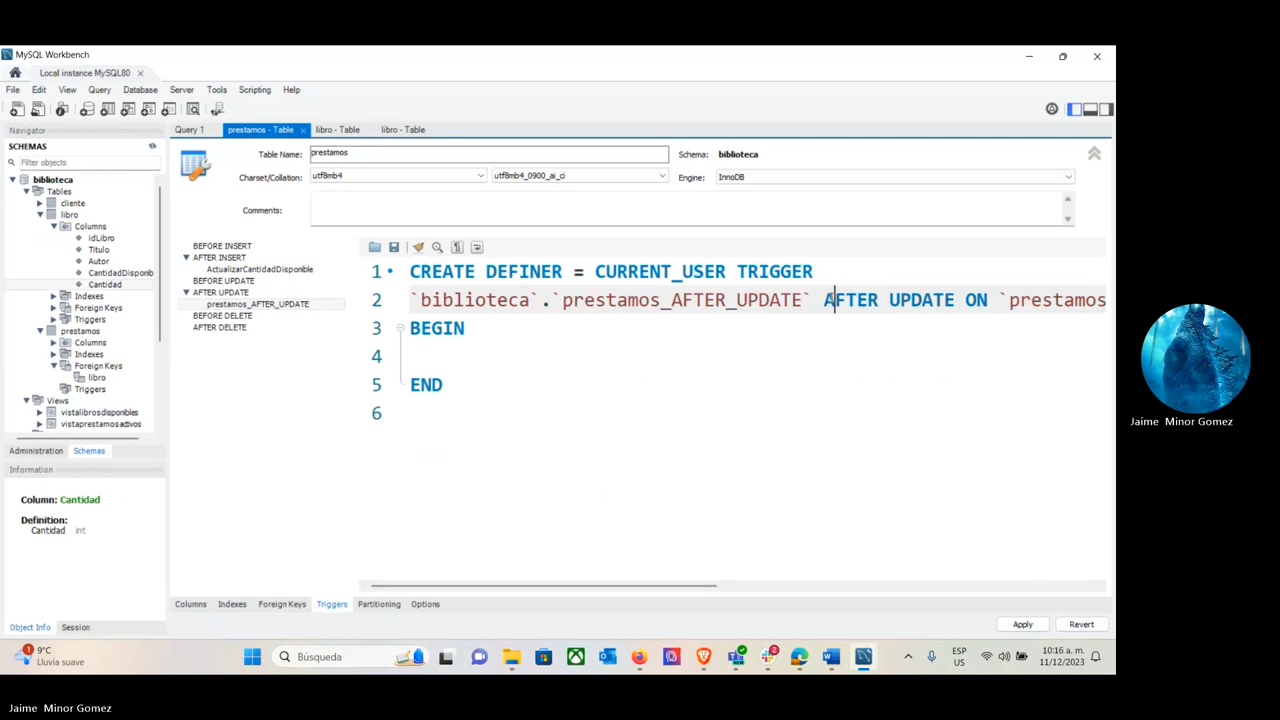 MySQL Workbench
Local instance MySQL80
File Edit View Query Database Server Tools Scripting Help
Navigator
SCHEMAS
Filter objects
biblioteca
Tables
cliente
libro
Columns
idLibro
Titulo
Autor
CantidadDisponib
Cantidad
Indexes
Foreign Keys
Triggers
prestamos
Columns
Indexes
Foreign Keys
libro
Triggers
Views
vistalibrosdisponibles
vistaprestamosactivos
Administration Schemas
Information
Column: Cantidad
Definition:
Cantidad int
Object Info Session
Query 1 prestamos - Table libro - Table libro - Table
Table Name: prestamos Schema: biblioteca
Charset/Collation: utf8mb4 utf8mb4_0900_ai_ci Engine: InnoDB
Comments:
BEFORE INSERT
AFTER INSERT
ActualizarCantidadDisponible
BEFORE UPDATE
AFTER UPDATE
prestamos_AFTER_UPDATE
BEFORE DELETE
AFTER DELETE
1 CREATE DEFINER = CURRENT_USER TRIGGER
2 `biblioteca`.`prestamos_AFTER_UPDATE` AFTER UPDATE ON `prestamos
3 BEGIN
4
5 END
6
Columns Indexes Foreign Keys Triggers Partitioning Options
Apply Revert
1 9°C
Lluvia suave
Búsqueda
2
ESP
US
10:16 a. m.
11/12/2023
Jaime Minor Gomez
Jaime Minor Gomez